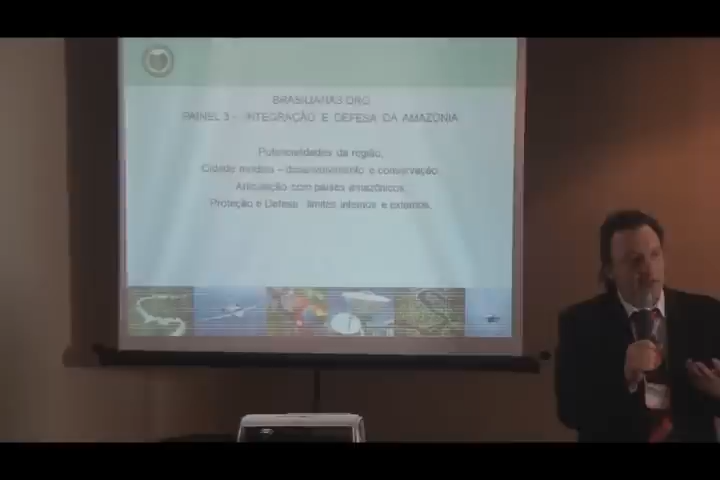 BRASILIANAS.ORG
PAINEL 3 - INTEGRAÇÃO E DEFESA DA AMAZÔNIA
Potencialidades da região,
Cidade médias – desenvolvimento e conservação
Articulação com países amazônicos,
Proteção e Defesa limites internos e externos,